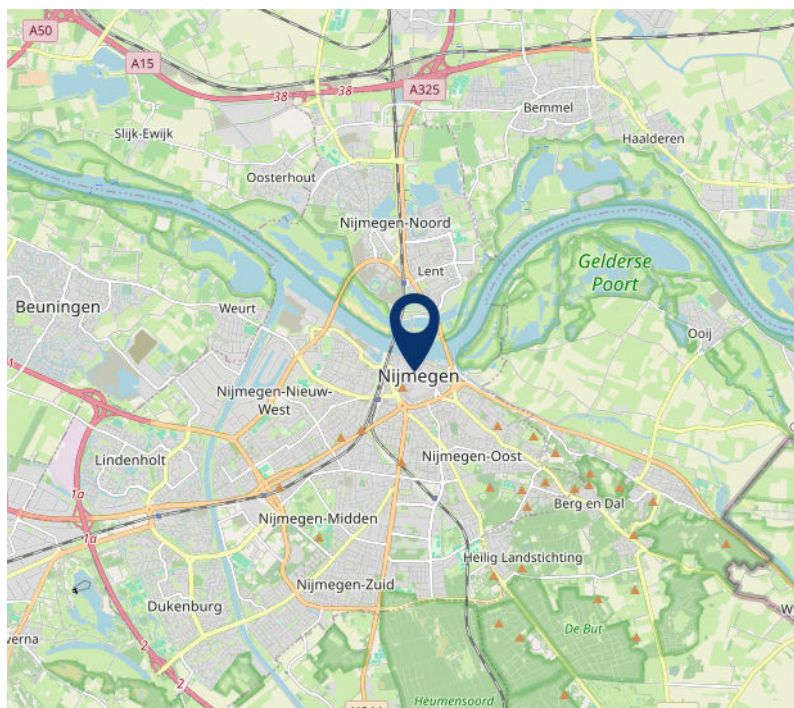 A50
A15
38
38
A325
Bemmel
Slijk-Ewijk
Haalderen
Oosterhout
Nijmegen-Noord
Lent
Gelderse
Poort
Beuningen
Weurt
Ooij
1
Nijmegen
Nijmegen-Nieuw-
West
Lindenholt
Nijmegen-Oost
1a
Berg en Dal
Nijmegen-Midden
1a
Heilig Landstichting
Nijmegen-Zuid
Dukenburg
verna
De But
2
2
Heumensoord